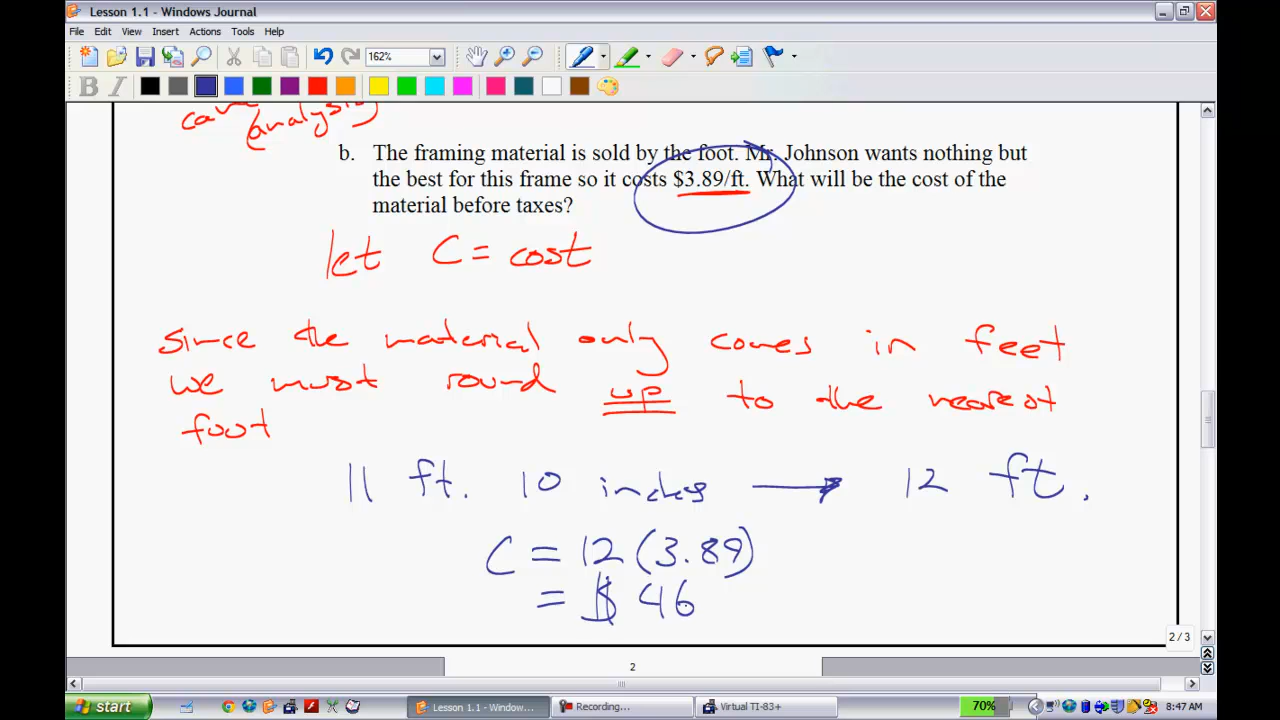 Lesson 1.1 - Windows Journal
File Edit View Insert Actions Tools Help
162%
B I
can
(analysis)
b. The framing material is sold by the foot. Mr. Johnson wants nothing but
the best for this frame so it costs $3.89/ft. What will be the cost of the
material before taxes?
let C = cost
since the material only comes in feet
we must round up to the nearest
foot
11 ft. 10 inches → 12 ft.
C = 12 (3.89)
= $ 46
2 / 3
2
start Lesson 1.1 - Window... Recording... Virtual TI-83+ 70% 8:47 AM